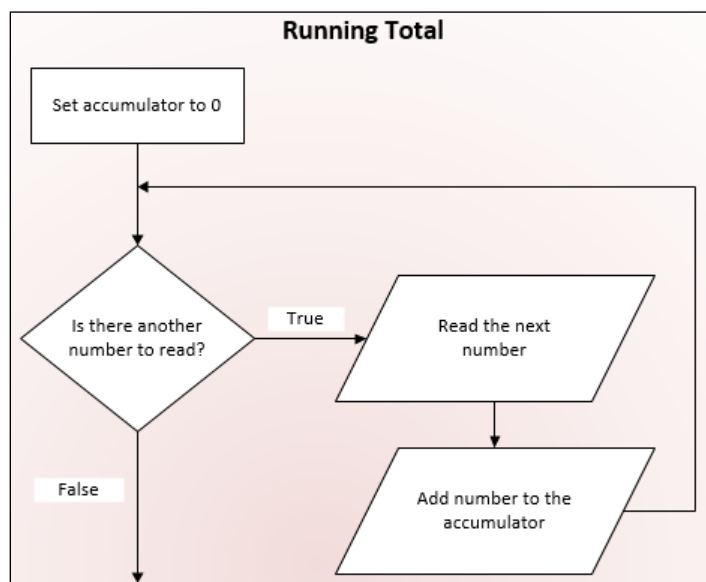 Running Total
Set accumulator to 0
Is there another
number to read?
True
Read the next
number
False
Add number to the
accumulator